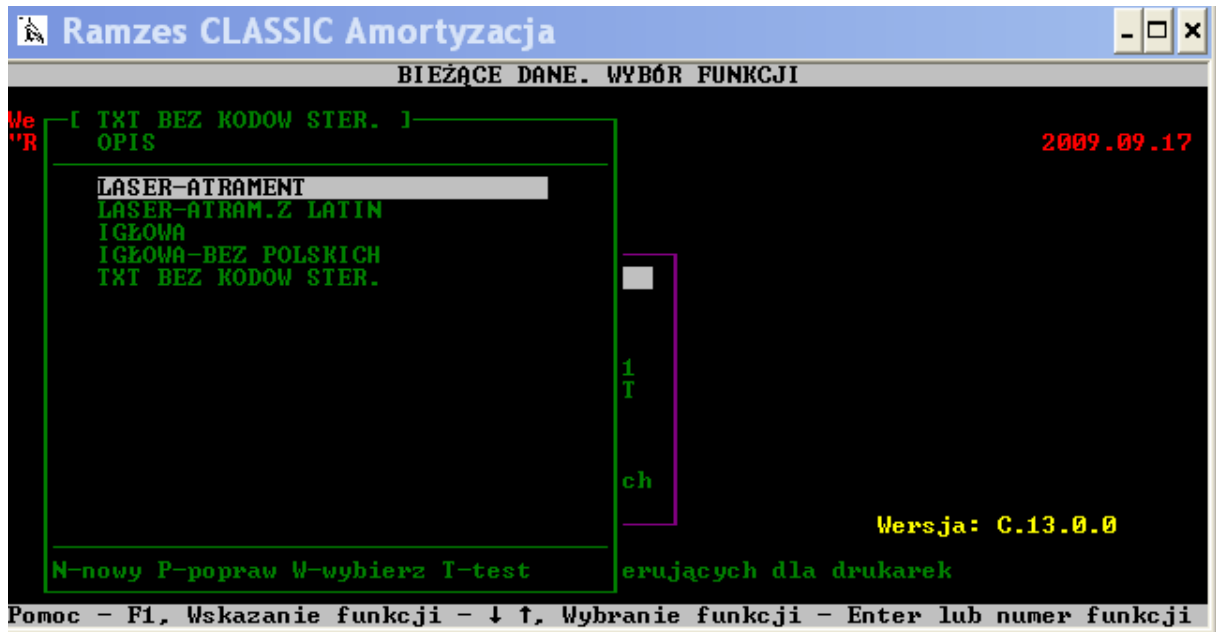 Ramzes CLASSIC Amortyzacja
BIEŻĄCE DANE. WYBÓR FUNKCJI
We
[ TXT BEZ KODOW STER. ]
"R
OPIS
2009.09.17
LASER-ATRAMENT
LASER-ATRAM.Z LATIN
IGŁOWA
IGŁOWA-BEZ POLSKICH
TXT BEZ KODOW STER.
1
T
ch
Wersja: C.13.0.0
N-nowy P-popraw W-wybierz T-test
erujących dla drukarek
Pomoc - F1, Wskazanie funkcji - ↓ ↑, Wybranie funkcji - Enter lub numer funkcji